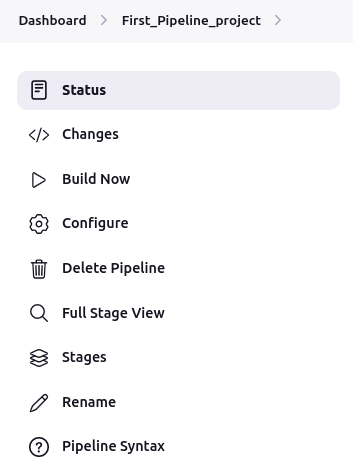 Dashboard First_Pipeline_project
Status
Changes
Build Now
Configure
Delete Pipeline
Full Stage View
Stages
Rename
Pipeline Syntax